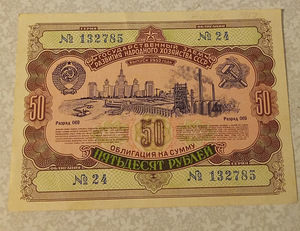 № 132785 № 24
ГОСУДАРСТВЕННЫЙ ЗАЕМ
РАЗВИТИЯ НАРОДНОГО ХОЗЯЙСТВА СССР
ВЫПУСК 1952 ГОДА
50 50
Разряд 069 Разряд 069
50
ОБЛИГАЦИЯ НА СУММУ
ПЯТЬДЕСЯТ РУБЛЕЙ
№ 24 № 132785